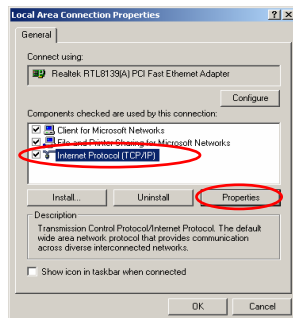 Local Area Connection Properties
General
Connect using:
Realtek RTL8139(A) PCI Fast Ethernet Adapter
Configure
Components checked are used by this connection:
Client for Microsoft Networks
File and Printer Sharing for Microsoft Networks
Internet Protocol (TCP/IP)
Install...
Uninstall
Properties
Description
Transmission Control Protocol/Internet Protocol. The default
wide area network protocol that provides communication
across diverse interconnected networks.
Show icon in taskbar when connected
OK
Cancel